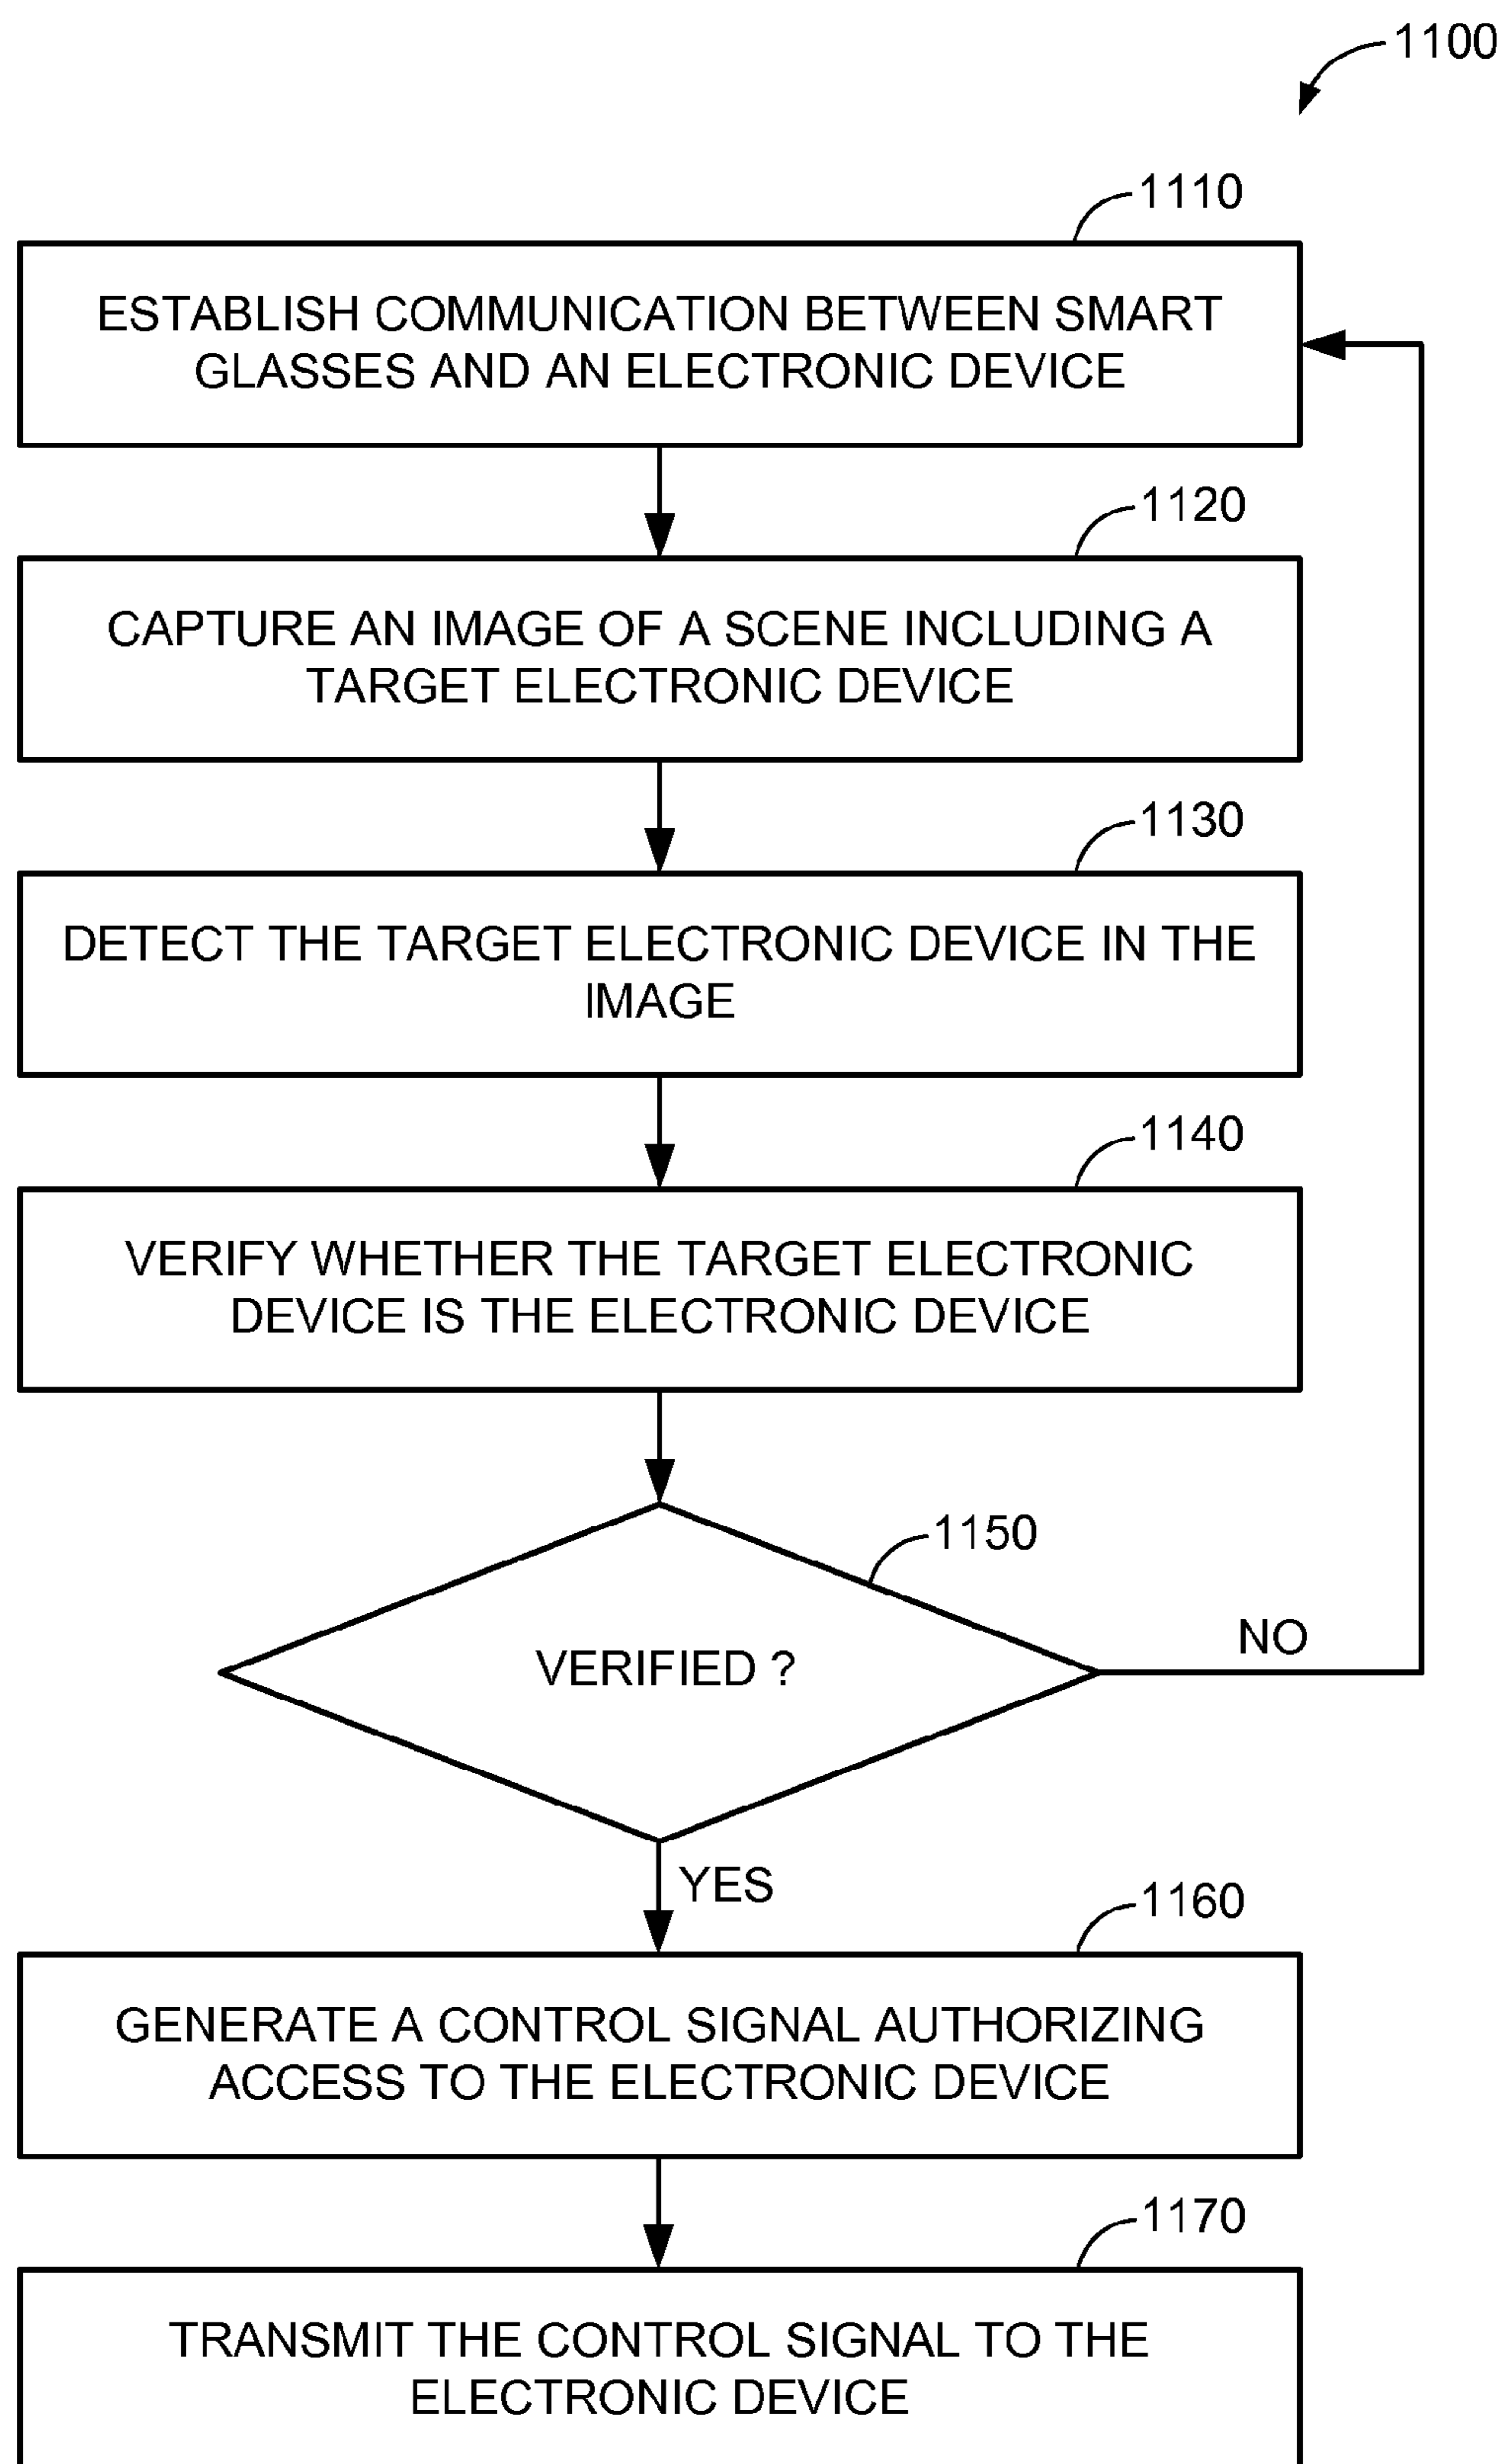 1100
1110
ESTABLISH COMMUNICATION BETWEEN SMART
GLASSES AND AN ELECTRONIC DEVICE
1120
CAPTURE AN IMAGE OF A SCENE INCLUDING A
TARGET ELECTRONIC DEVICE
1130
DETECT THE TARGET ELECTRONIC DEVICE IN THE
IMAGE
1140
VERIFY WHETHER THE TARGET ELECTRONIC
DEVICE IS THE ELECTRONIC DEVICE
1150
VERIFIED ?
NO
YES
1160
GENERATE A CONTROL SIGNAL AUTHORIZING
ACCESS TO THE ELECTRONIC DEVICE
1170
TRANSMIT THE CONTROL SIGNAL TO THE
ELECTRONIC DEVICE